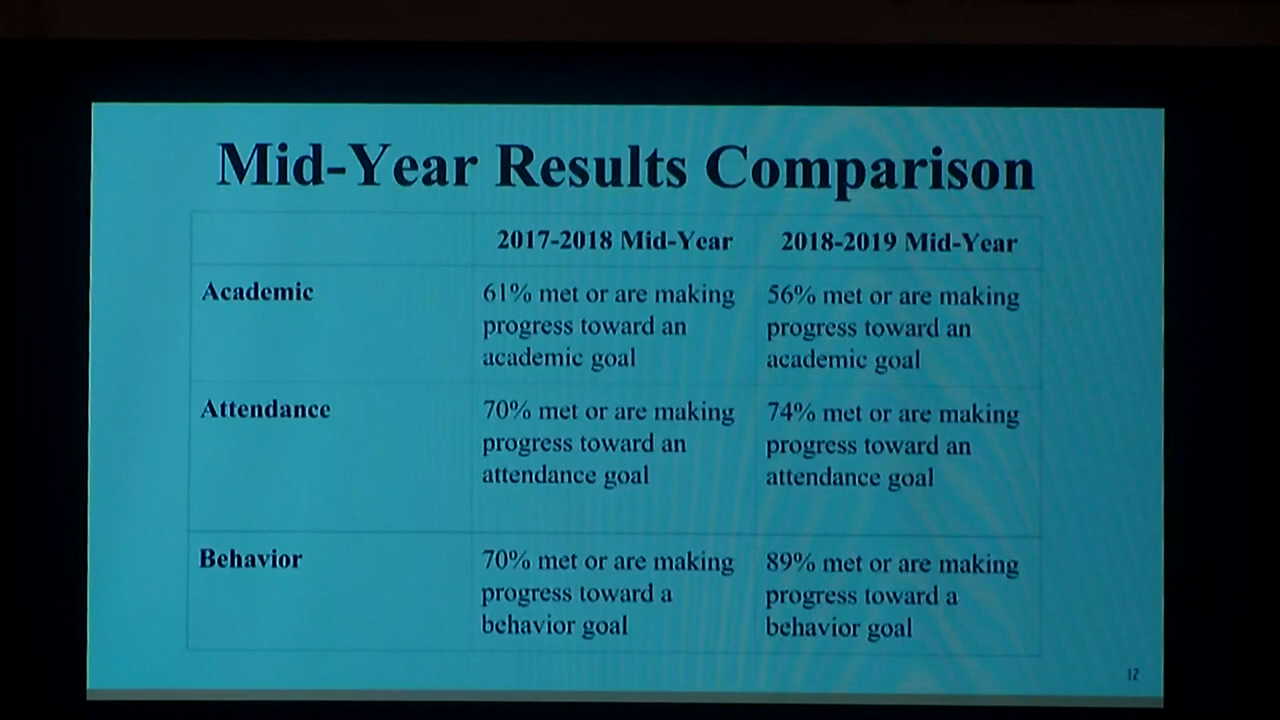 Mid-Year Results Comparison
2017-2018 Mid-Year
2018-2019 Mid-Year
Academic
61% met or are making
progress toward an
academic goal
56% met or are making
progress toward an
academic goal
Attendance
70% met or are making
progress toward an
attendance goal
74% met or are making
progress toward an
attendance goal
Behavior
70% met or are making
progress toward a
behavior goal
89% met or are making
progress toward a
behavior goal
12